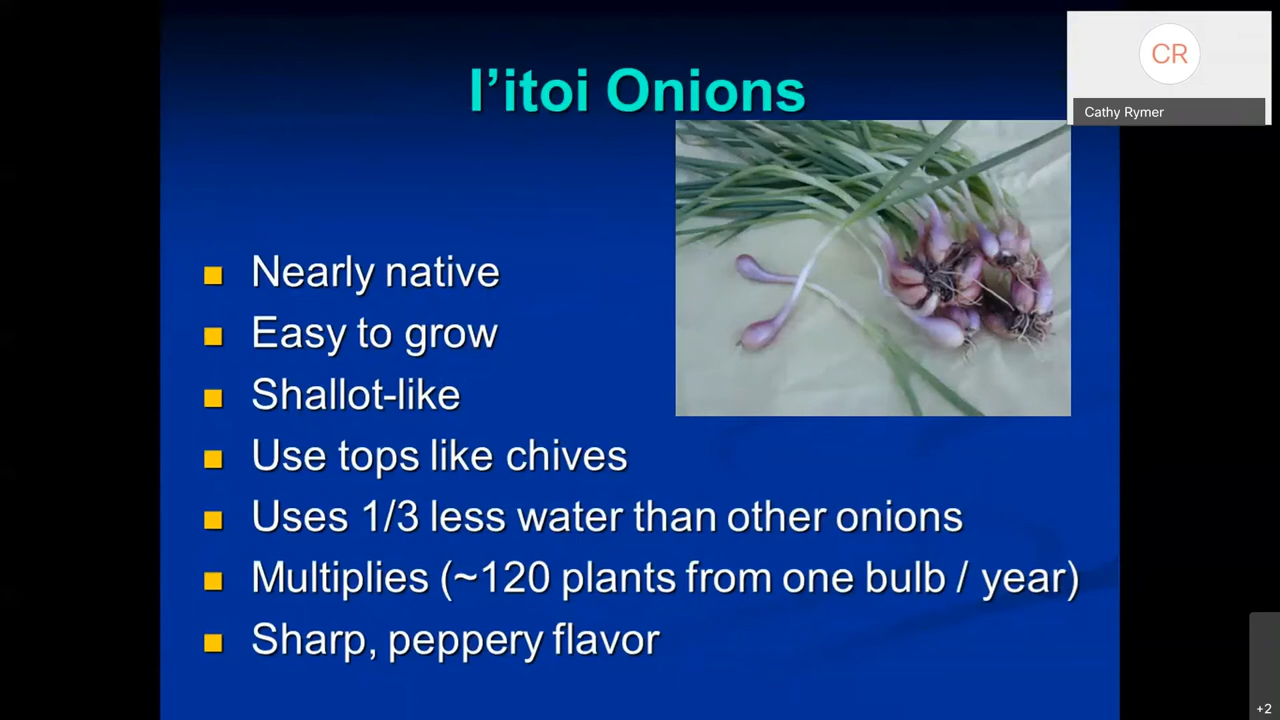 I’itoi Onions
CR
Cathy Rymer
Nearly native
Easy to grow
Shallot-like
Use tops like chives
Uses 1/3 less water than other onions
Multiplies (~120 plants from one bulb / year)
Sharp, peppery flavor
+2